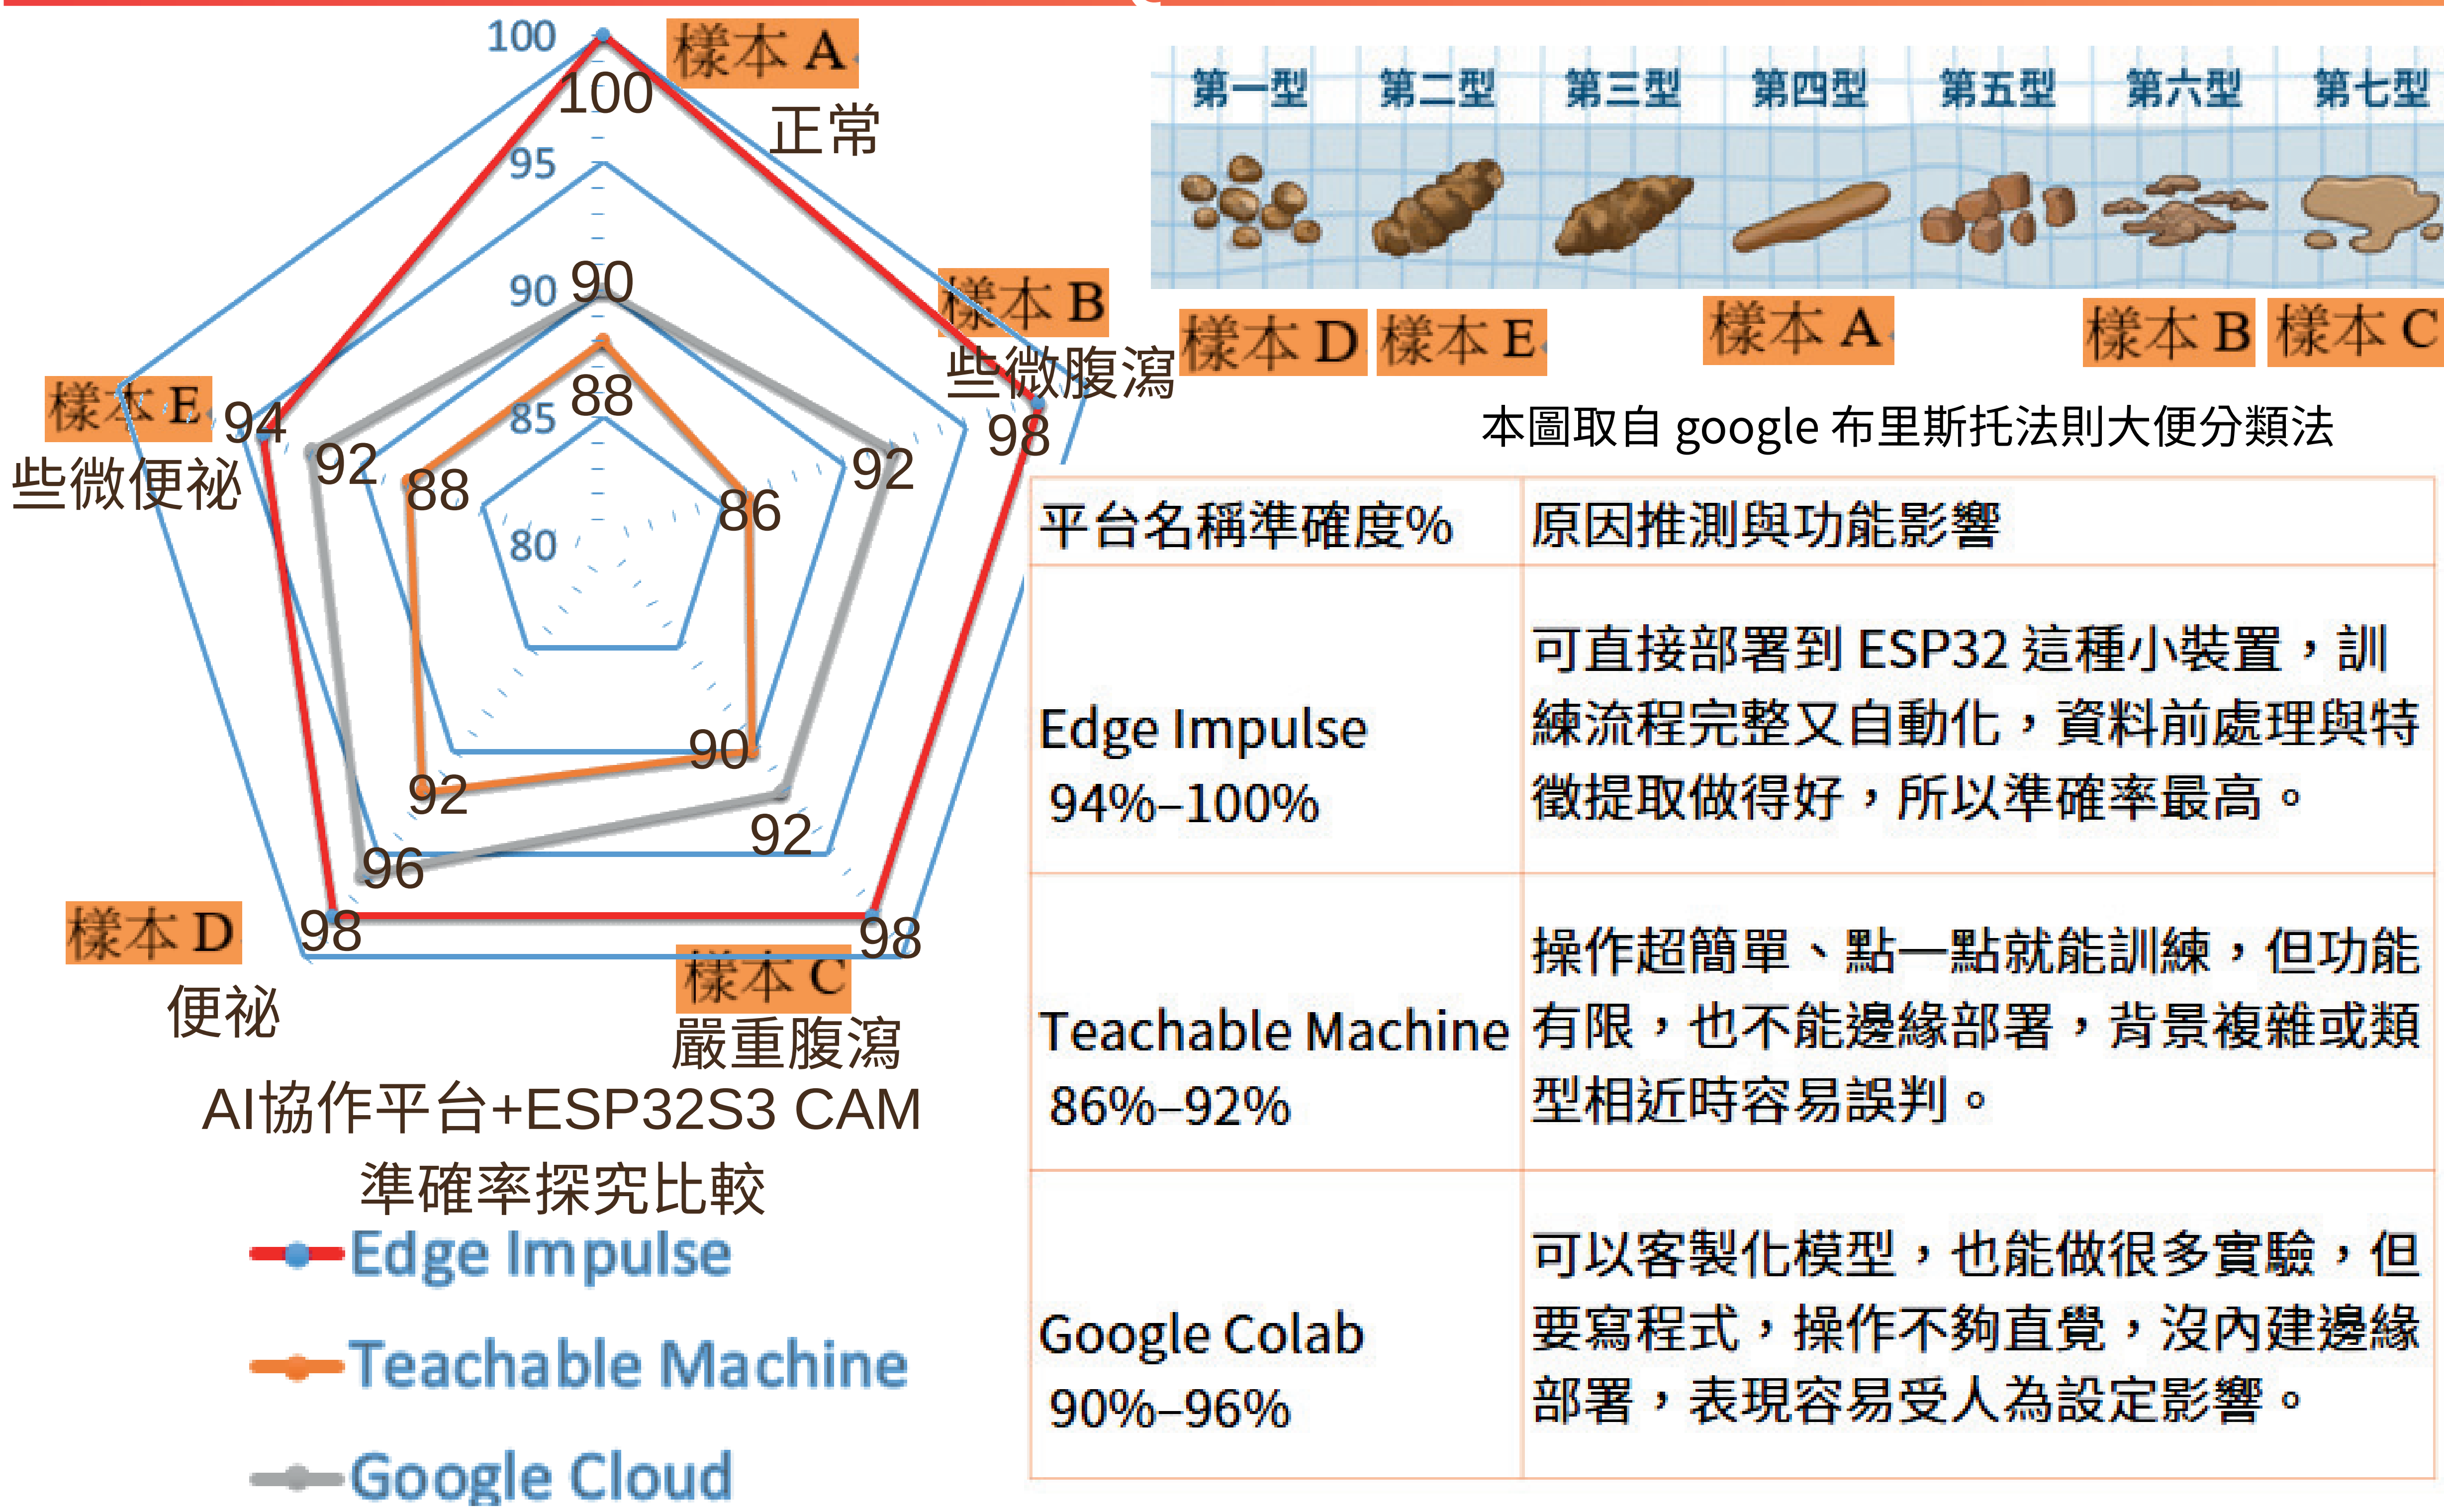 100
樣本 A
100
正常
95
90
90
樣本 B
些微腹瀉
98
樣本 E
94
些微便祕
92
88
85
88
92
86
80
90
92
92
96
樣本 D
98
便祕
98
樣本 C
嚴重腹瀉
AI協作平台+ESP32S3 CAM
準確率探究比較
Edge Impulse
Teachable Machine
Google Cloud
第一型 第二型 第三型 第四型 第五型 第六型 第七型
樣本 D 樣本 E 樣本 A 樣本 B 樣本 C
本圖取自 google 布里斯托法則大便分類法
平台名稱準確度%
原因推測與功能影響
Edge Impulse
94%–100%
可直接部署到 ESP32 這種小裝置，訓
練流程完整又自動化，資料前處理與特
徵提取做得好，所以準確率最高。
Teachable Machine
86%–92%
操作超簡單、點一點就能訓練，但功能
有限，也不能邊緣部署，背景複雜或類
型相近時容易誤判。
Google Colab
90%–96%
可以客製化模型，也能做很多實驗，但
要寫程式，操作不夠直覺，沒內建邊緣
部署，表現容易受人為設定影響。